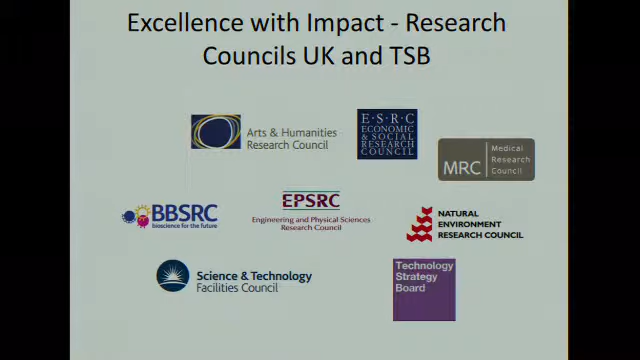 Excellence with Impact - Research
Councils UK and TSB
Arts & Humanities
Research Council
E·S·R·C
ECONOMIC
& SOCIAL
RESEARCH
COUNCIL
MRC
Medical
Research
Council
BBSRC
bioscience for the future
EPSRC
Engineering and Physical Sciences
Research Council
NATURAL
ENVIRONMENT
RESEARCH COUNCIL
Science & Technology
Facilities Council
Technology
Strategy
Board